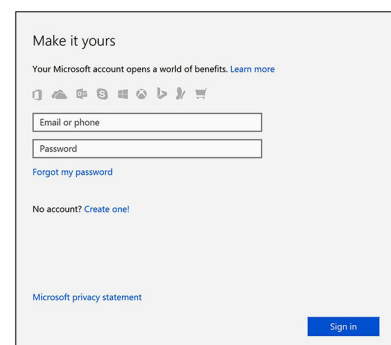 Make it yours
Your Microsoft account opens a world of benefits. Learn more
Email or phone
Password
Forgot my password
No account? Create one!
Microsoft privacy statement
Sign in